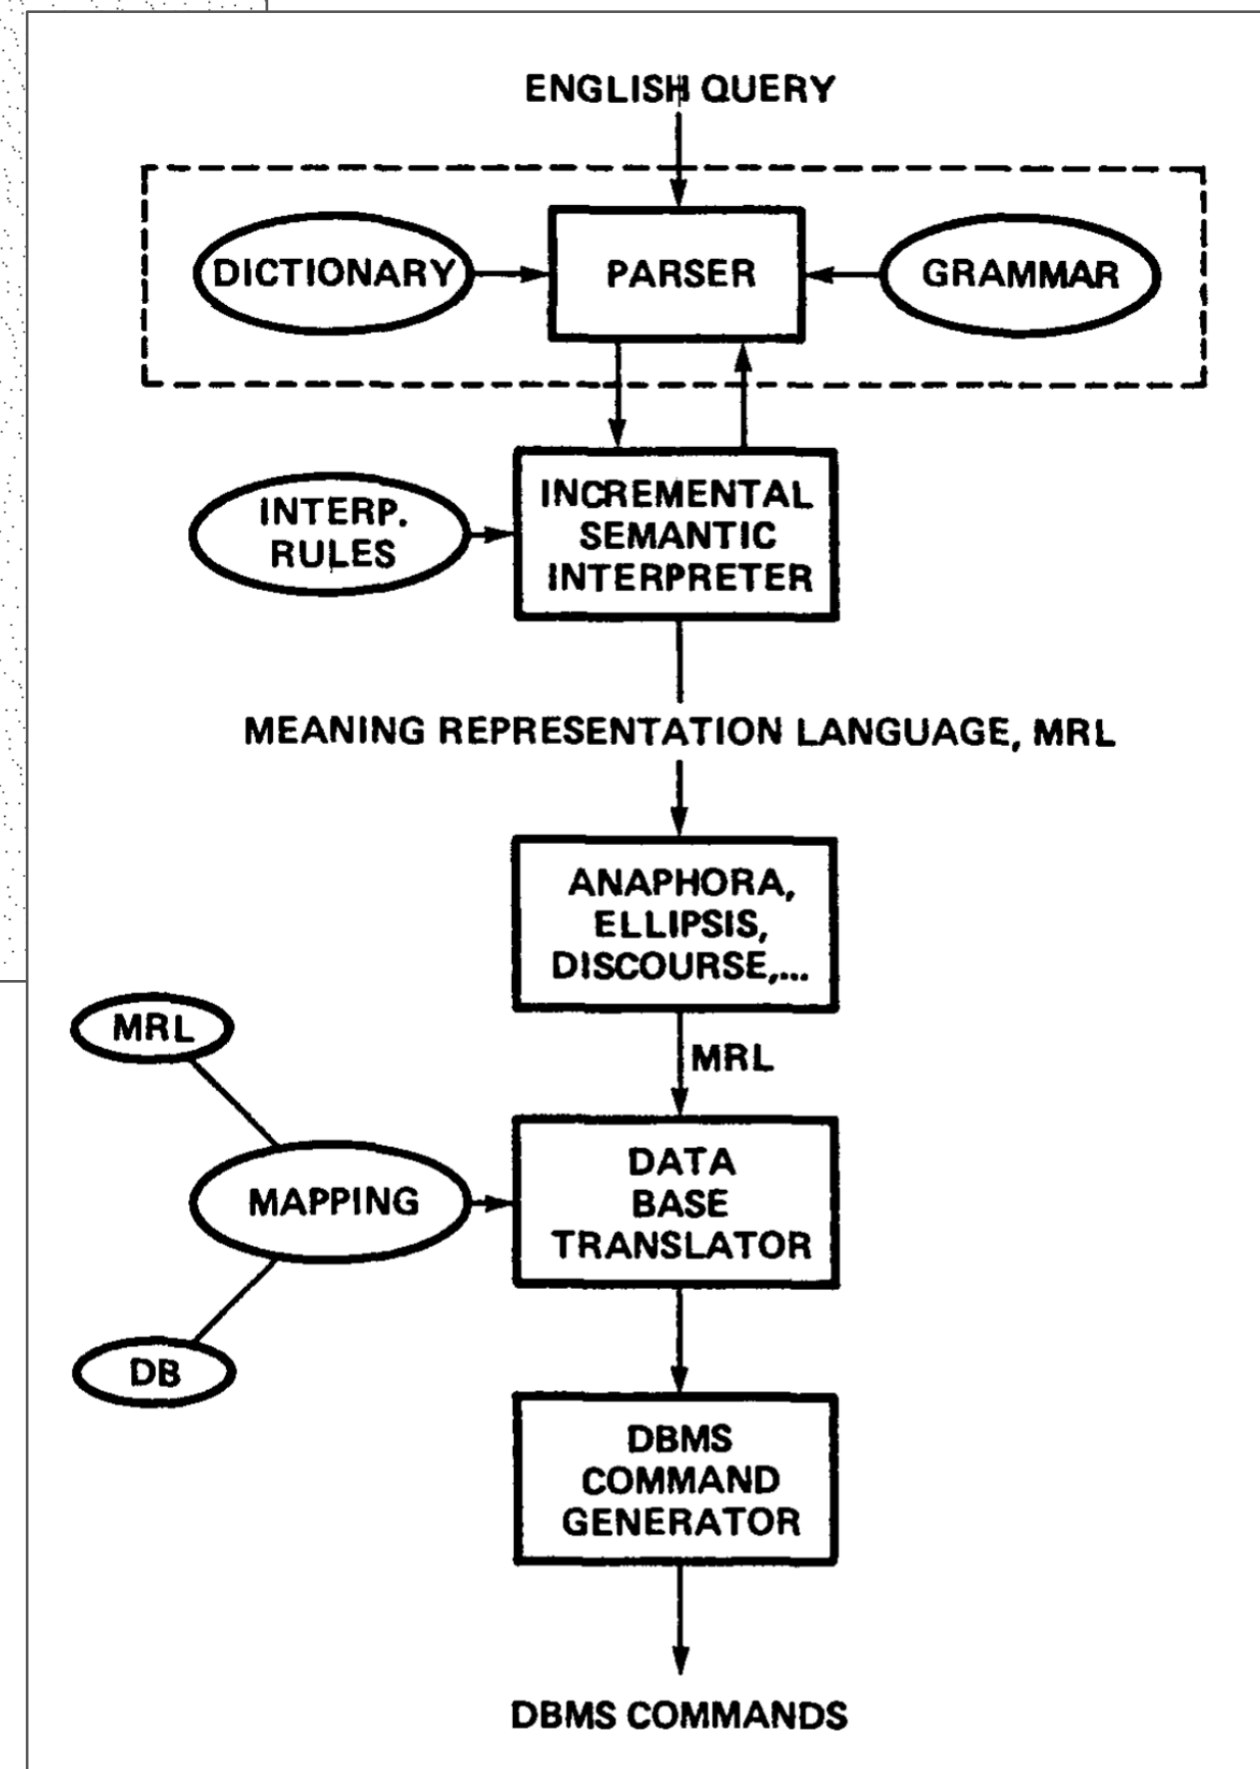 ENGLISH QUERY
DICTIONARY
PARSER
GRAMMAR
INTERP.
RULES
INCREMENTAL
SEMANTIC
INTERPRETER
MEANING REPRESENTATION LANGUAGE, MRL
ANAPHORA,
ELLIPSIS,
DISCOURSE,...
MRL
MRL
MAPPING
DATA
BASE
TRANSLATOR
DB
DBMS
COMMAND
GENERATOR
DBMS COMMANDS